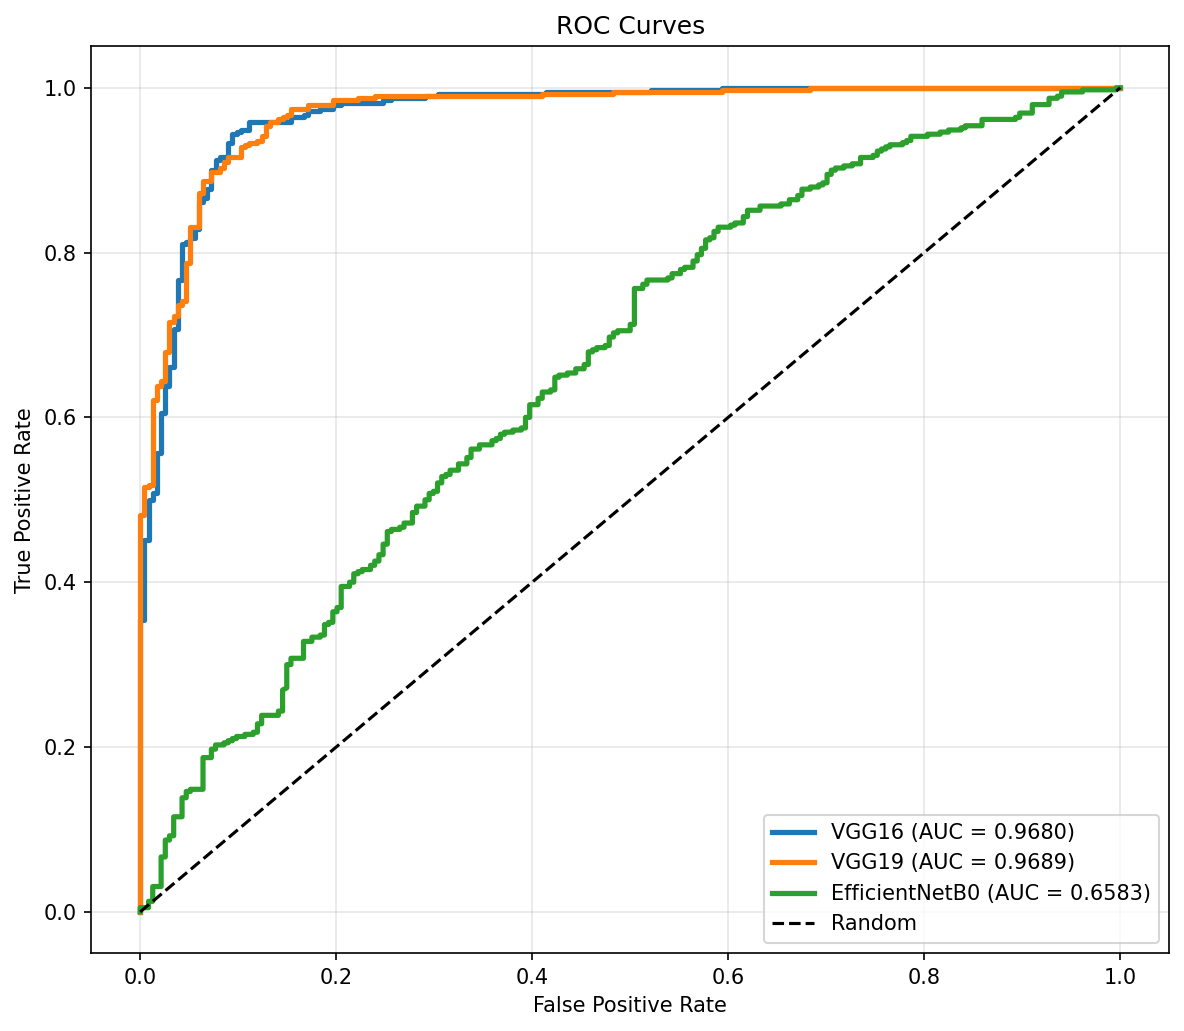 ROC Curves
True Positive Rate
1.0
0.8
0.6
0.4
0.2
0.0
VGG16 (AUC = 0.9680)
VGG19 (AUC = 0.9689)
EfficientNetB0 (AUC = 0.6583)
Random
0.0 0.2 0.4 0.6 0.8 1.0
False Positive Rate